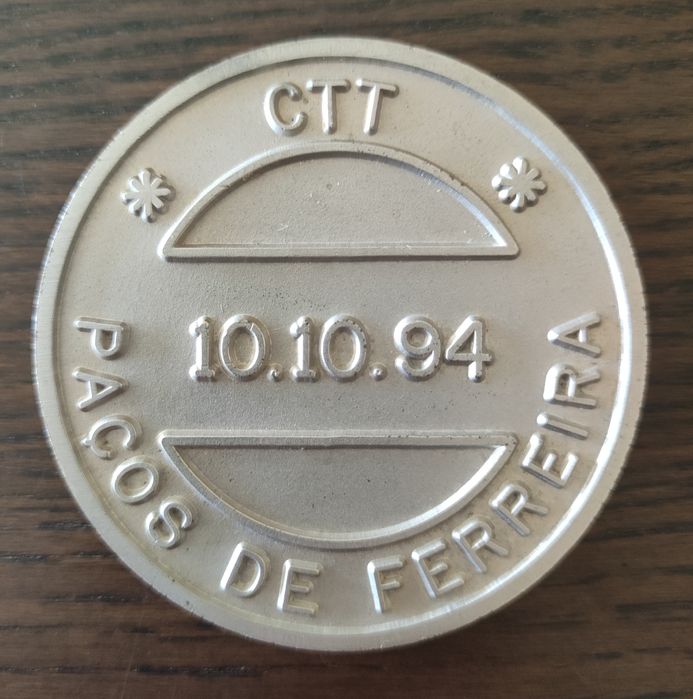 CTT
10.10.94
PAÇOS DE FERREIRA